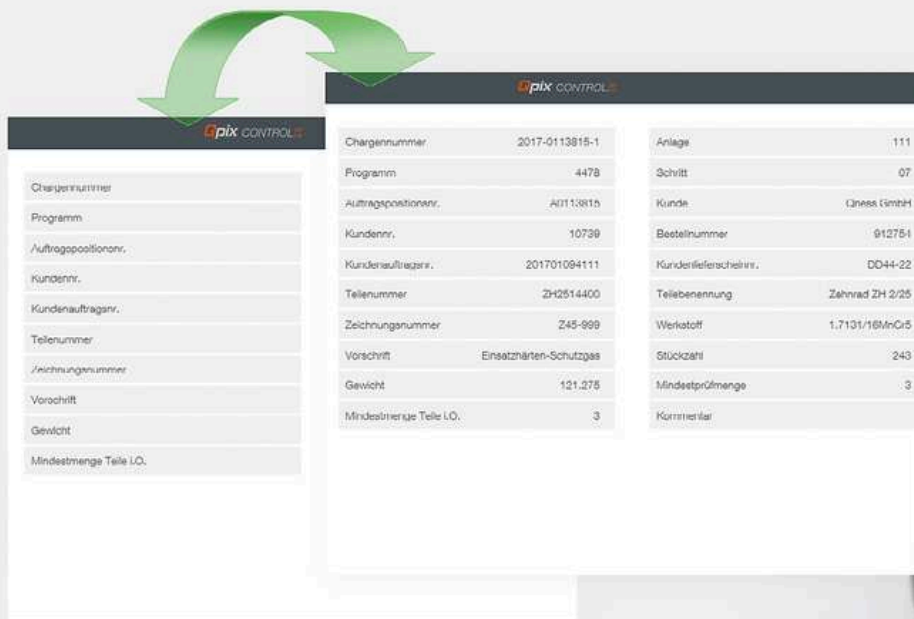 Qpix CONTROL
Chargennummer
Programm
Auftragspositionsnr.
Kundennr.
Kundenauftragsnr.
Teilenummer
Zeichnungsnummer
Vorschrift
Gewicht
Mindestmenge Teile i.O.
Qpix CONTROL
Chargennummer 2017-0113815-1
Programm 4478
Auftragspositionsnr. A0113815
Kundennr. 10739
Kundenauftragsnr. 201701094111
Teilenummer ZH2514400
Zeichnungsnummer Z45-999
Vorschrift Einsatzhärten-Schutzgas
Gewicht 121.275
Mindestmenge Teile i.O. 3
Anlage 111
Schritt 07
Kunde Qness GmbH
Bestellnummer 912754
Kundenlieferscheinnr. DD44-22
Teilebenennung Zahnrad ZH 2/25
Werkstoff 1.7131/16MnCr5
Stückzahl 243
Mindestprüfmenge 3
Kommentar